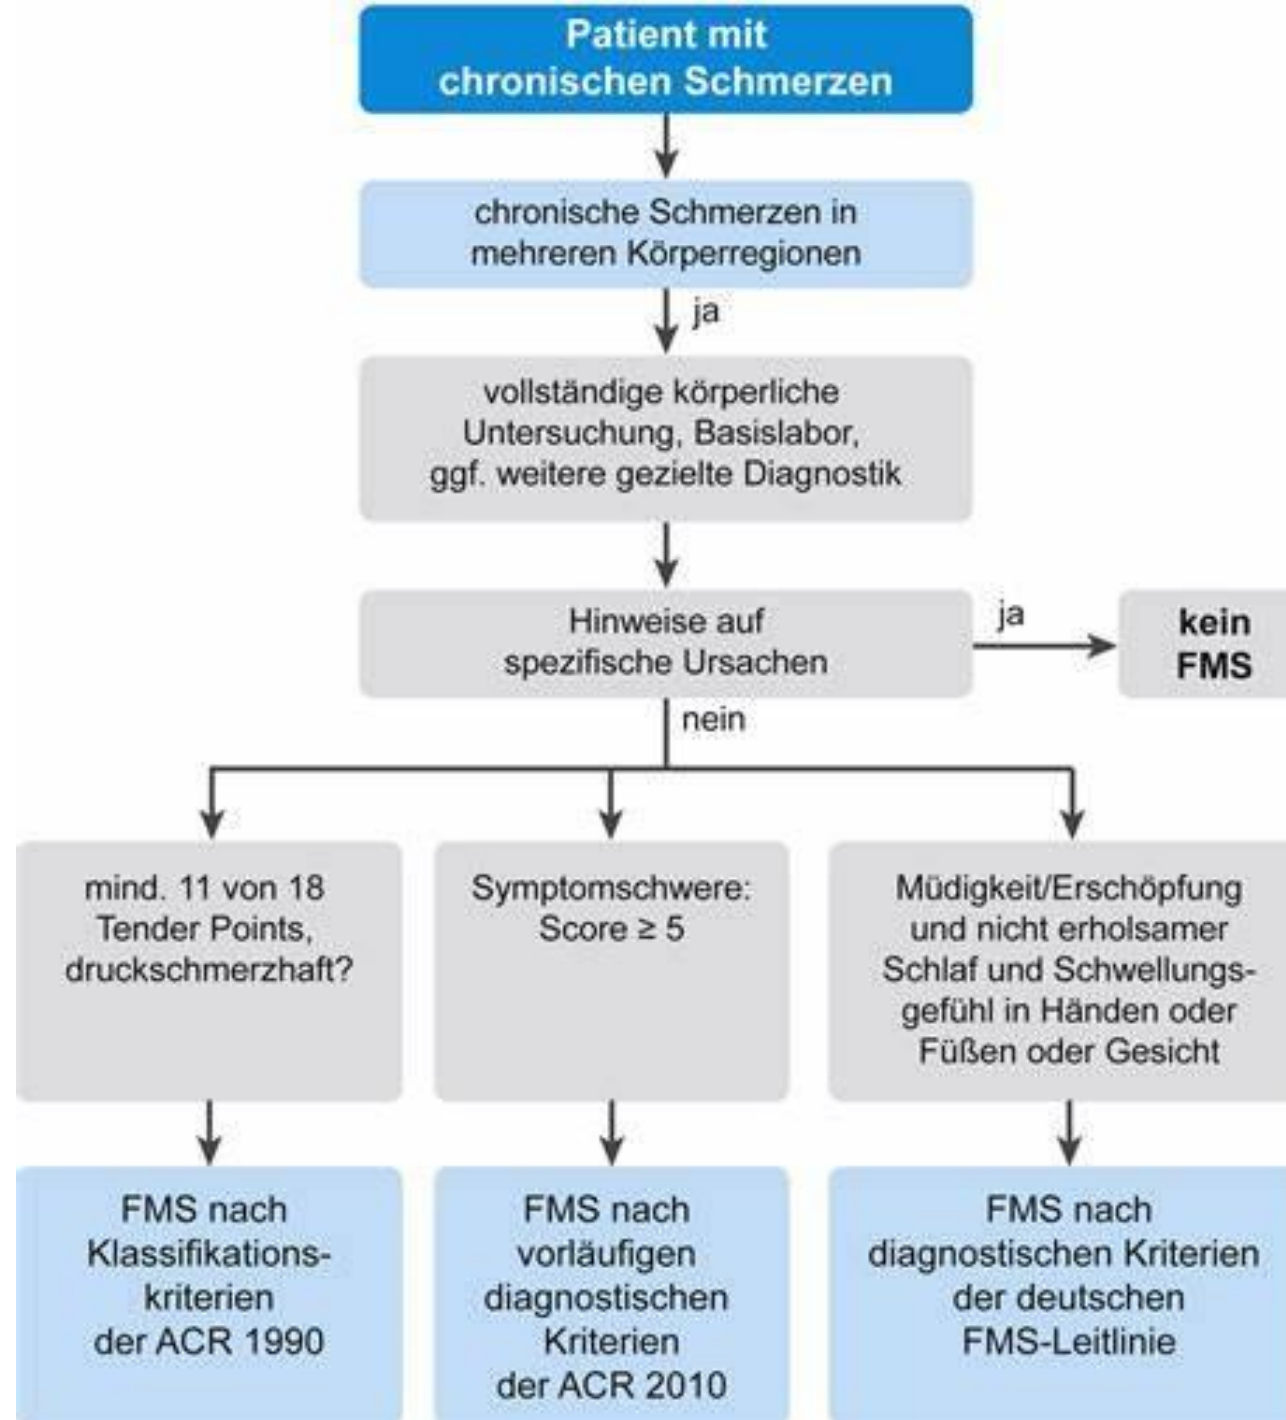 Patient mit
chronischen Schmerzen
chronische Schmerzen in
mehreren Körperregionen
ja
vollständige körperliche
Untersuchung, Basislabor,
ggf. weitere gezielte Diagnostik
Hinweise auf
spezifische Ursachen
ja
kein
FMS
nein
mind. 11 von 18
Tender Points,
druckschmerzhaft?
Symptomschwere:
Score ≥ 5
Müdigkeit/Erschöpfung
und nicht erholsamer
Schlaf und Schwellungs-
gefühl in Händen oder
Füßen oder Gesicht
FMS nach
Klassifikations-
kriterien
der ACR 1990
FMS nach
vorläufigen
diagnostischen
Kriterien
der ACR 2010
FMS nach
diagnostischen Kriterien
der deutschen
FMS-Leitlinie